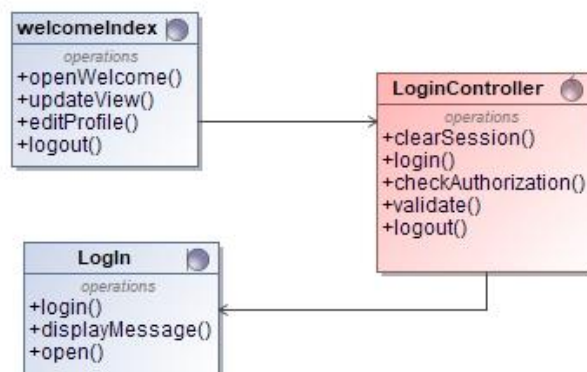 welcomeIndex
operations
+openWelcome()
+updateView()
+editProfile()
+logout()
LoginController
operations
+clearSession()
+login()
+checkAuthorization()
+validate()
+logout()
LogIn
operations
+login()
+displayMessage()
+open()